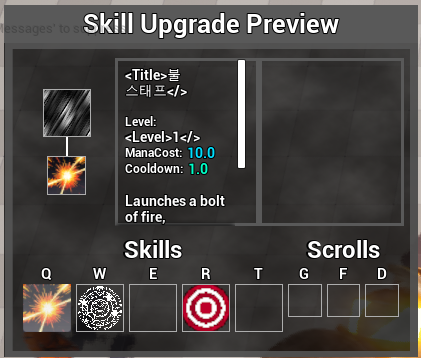 Skill Upgrade Preview
<Title>불
스태프</>
Level:
<Level>1</>
ManaCost: 10.0
Cooldown: 1.0
Launches a bolt
of fire,
Skills
Scrolls
Q W E R T G F D